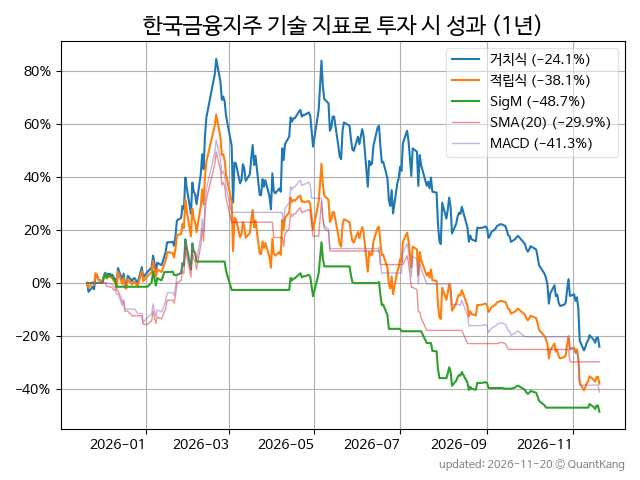 한국금융지주 기술 지표로 투자 시 성과 (1년)
거치식 (−24.1%)
적립식 (−38.1%)
SigM (−48.7%)
SMA(20) (−29.9%)
MACD (−41.3%)
80%
60%
40%
20%
0%
−20%
−40%
2026-01 2026-03 2026-05 2026-07 2026-09 2026-11
updated: 2026-11-20 © QuantKang